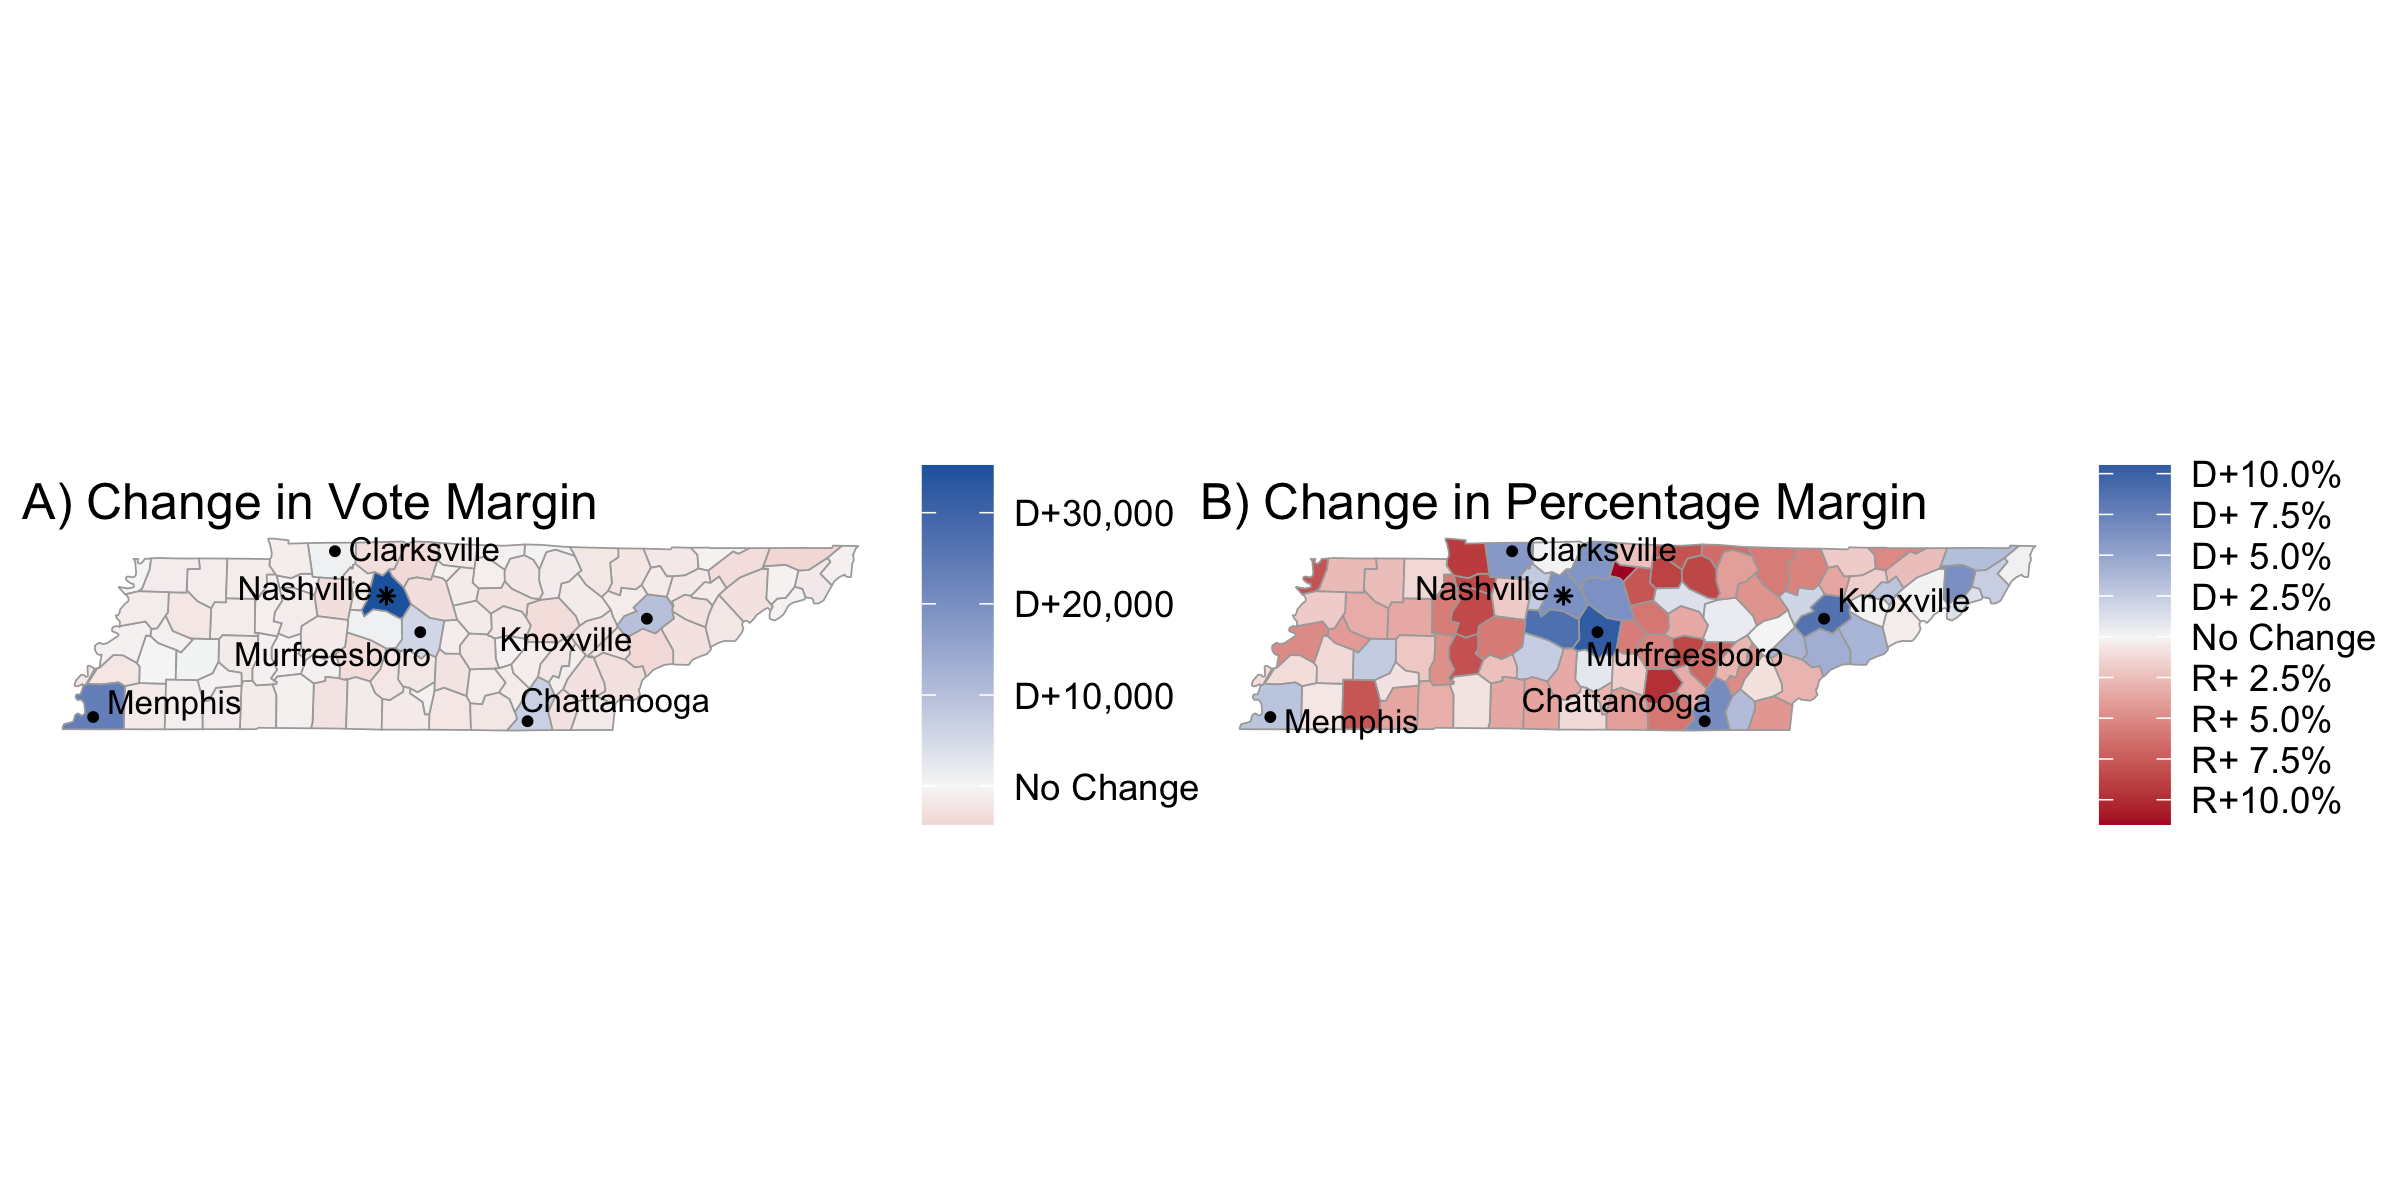 A) Change in Vote Margin
Clarksville
Nashville
Knoxville
Murfreesboro
Chattanooga
Memphis
D+30,000
D+20,000
D+10,000
No Change
B) Change in Percentage Margin
Clarksville
Nashville
Knoxville
Murfreesboro
Chattanooga
Memphis
D+10.0%
D+ 7.5%
D+ 5.0%
D+ 2.5%
No Change
R+ 2.5%
R+ 5.0%
R+ 7.5%
R+10.0%